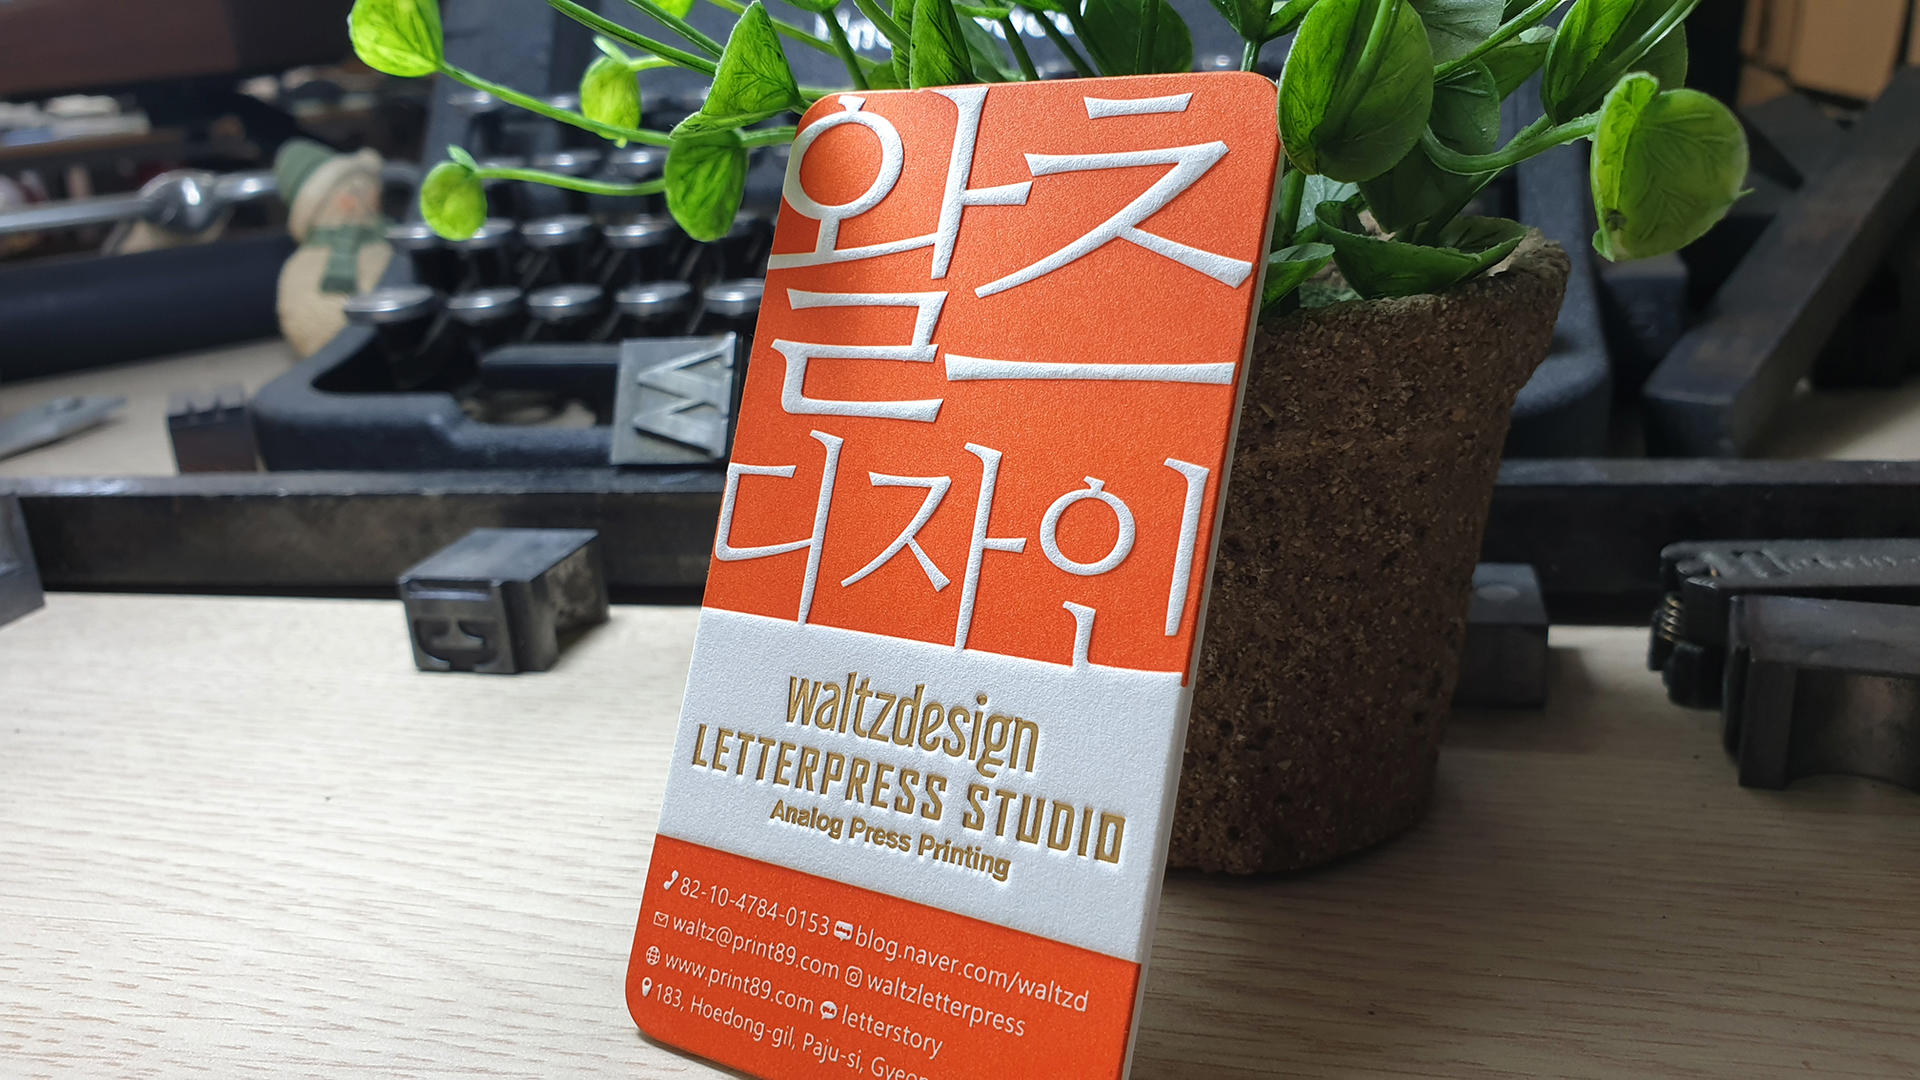 왈츠
디자인
waltzdesign
LETTERPRESS STUDIO
Analog Press Printing
82-10-4784-0153 blog.naver.com/waltzd
waltz@print89.com waltzletterpress
www.print89.com letterstory
183, Hoedong-gil, Paju-si,
W